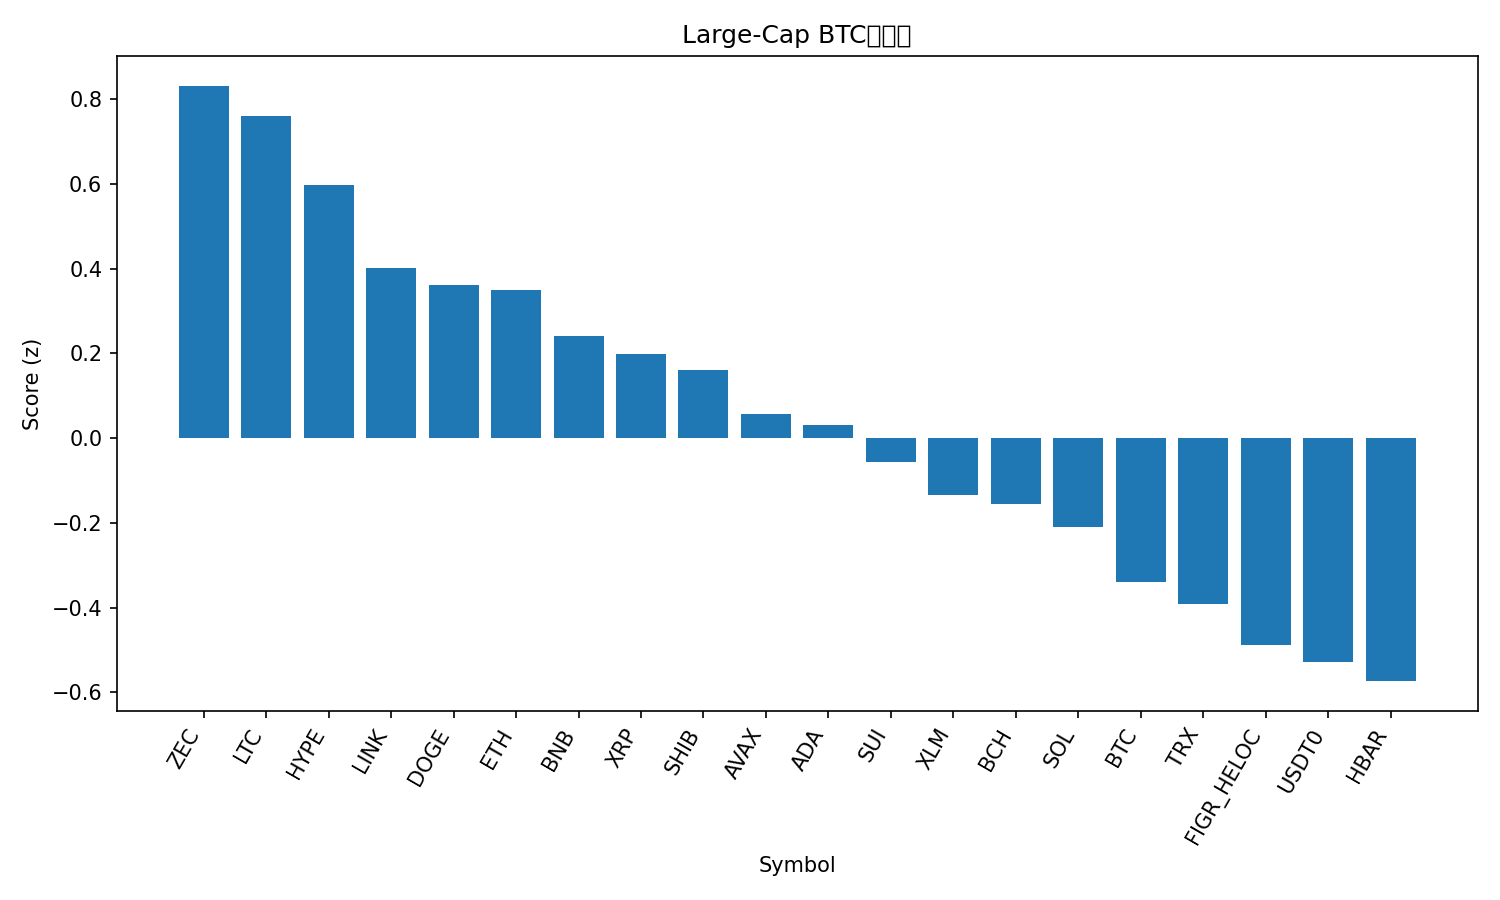 Large-Cap BTC
Score (z)
0.8
0.6
0.4
0.2
0.0
−0.2
−0.4
−0.6
ZEC
LTC
HYPE
LINK
DOGE
ETH
BNB
XRP
SHIB
AVAX
ADA
SUI
XLM
BCH
SOL
BTC
TRX
FIGR_HELOC
USDT0
HBAR
Symbol